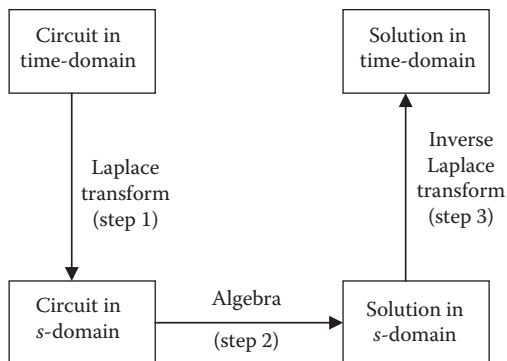 Circuit in
time-domain
Solution in
time-domain
Laplace
transform
(step 1)
Inverse
Laplace
transform
(step 3)
Circuit in
s-domain
Algebra
(step 2)
Solution in
s-domain